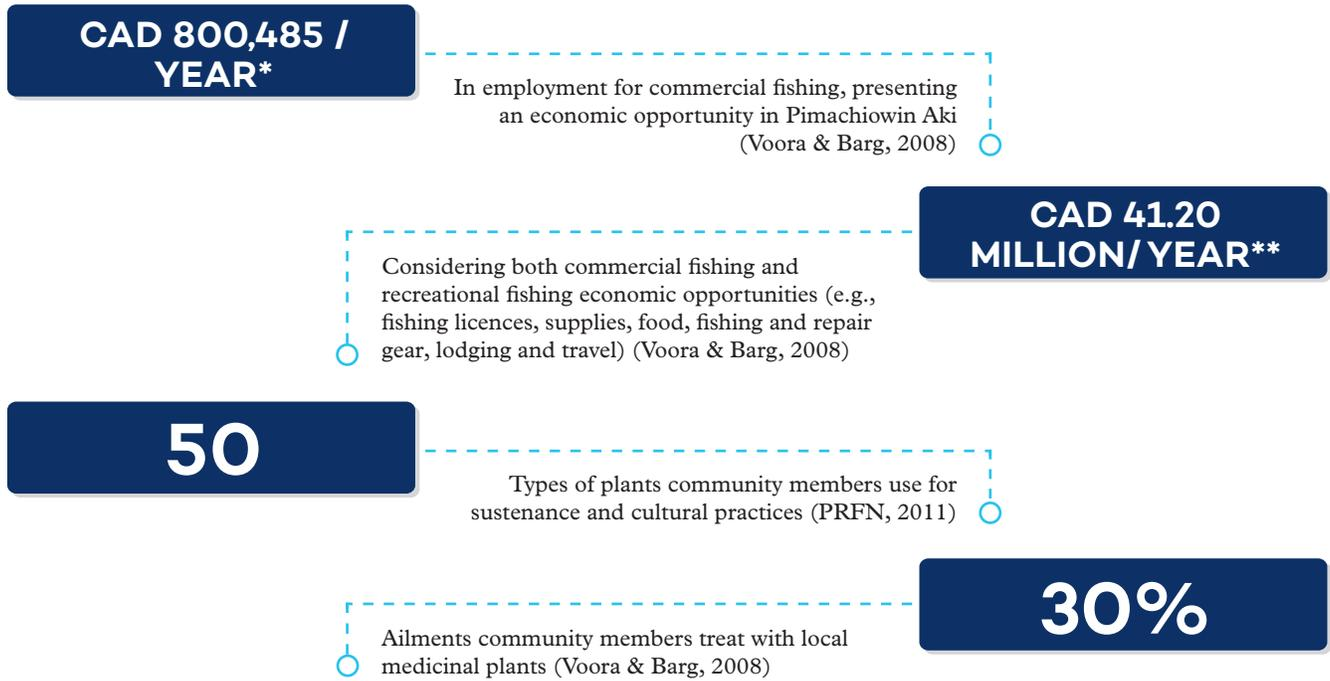 CAD 800,485 /
YEAR*
In employment for commercial fishing, presenting
an economic opportunity in Pimachiowin Aki
(Voora & Barg, 2008)
CAD 41.20
MILLION/ YEAR**
Considering both commercial fishing and
recreational fishing economic opportunities (e.g.,
fishing licences, supplies, food, fishing and repair
gear, lodging and travel) (Voora & Barg, 2008)
50
Types of plants community members use for
sustenance and cultural practices (PRFN, 2011)
30%
Ailments community members treat with local
medicinal plants (Voora & Barg, 2008)